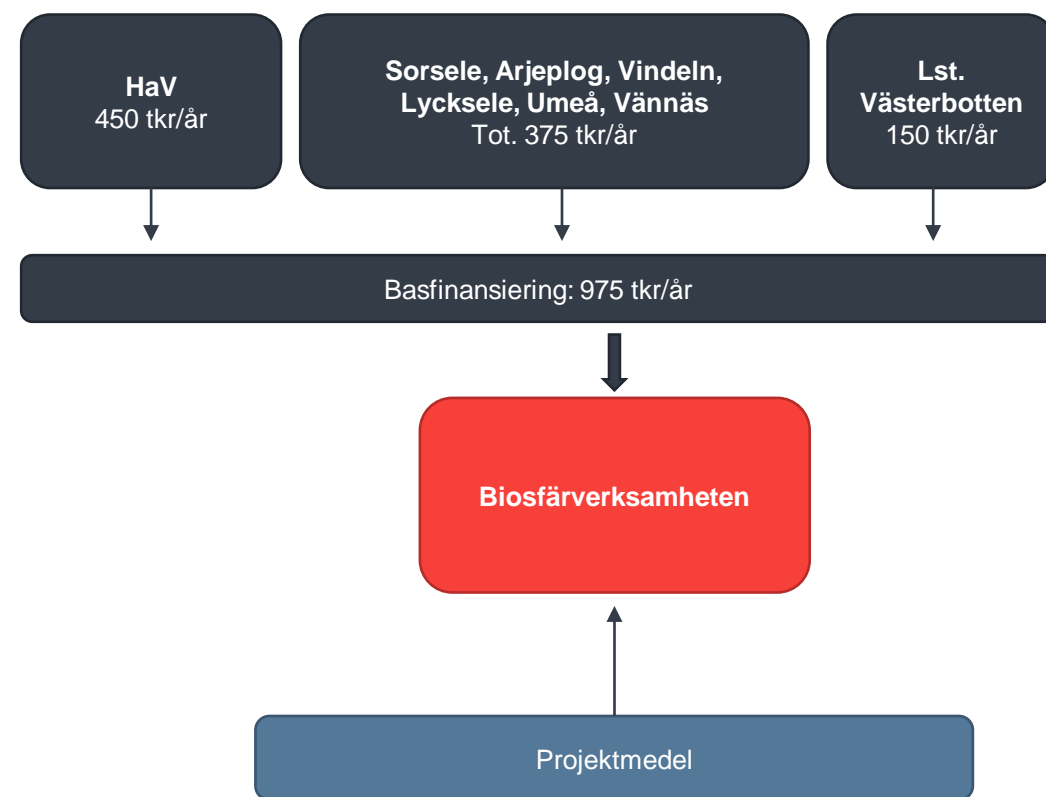 HaV
450 tkr/år
Sorsele, Arjeplog, Vindeln,
Lycksele, Umeå, Vännäs
Tot. 375 tkr/år
Lst.
Västerbotten
150 tkr/år
Basfinansiering: 975 tkr/år
Biosfärverksamheten
Projektmedel